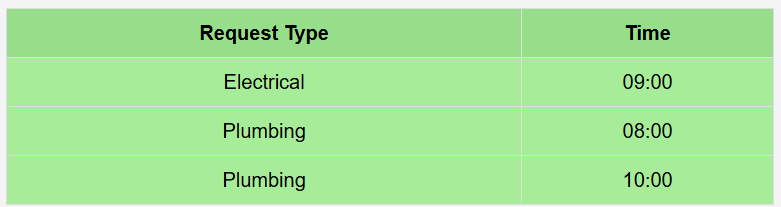 Request Type Time
Electrical 09:00
Plumbing 08:00
Plumbing 10:00